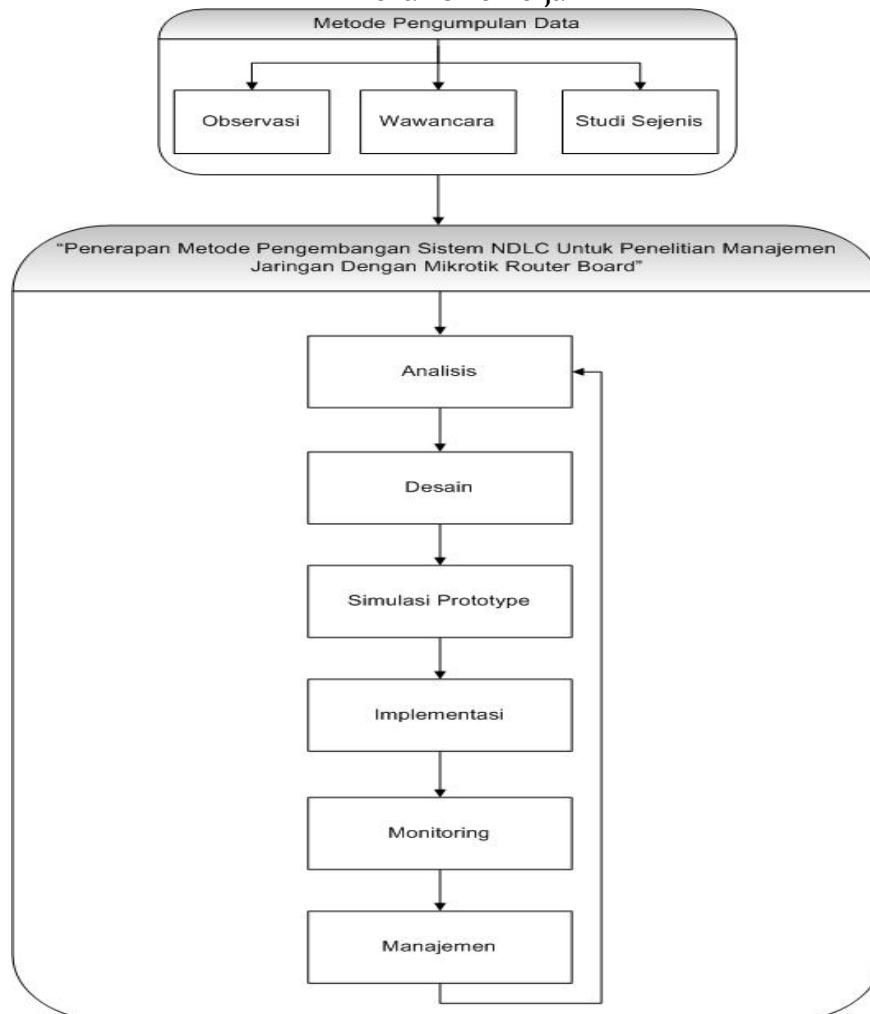 Metode Pengumpulan Data
Observasi
Wawancara
Studi Sejenis
"Penerapan Metode Pengembangan Sistem NDLC Untuk Penelitian Manajemen
Jaringan Dengan Mikrotik Router Board"
Analisis
Desain
Simulasi Prototype
Implementasi
Monitoring
Manajemen